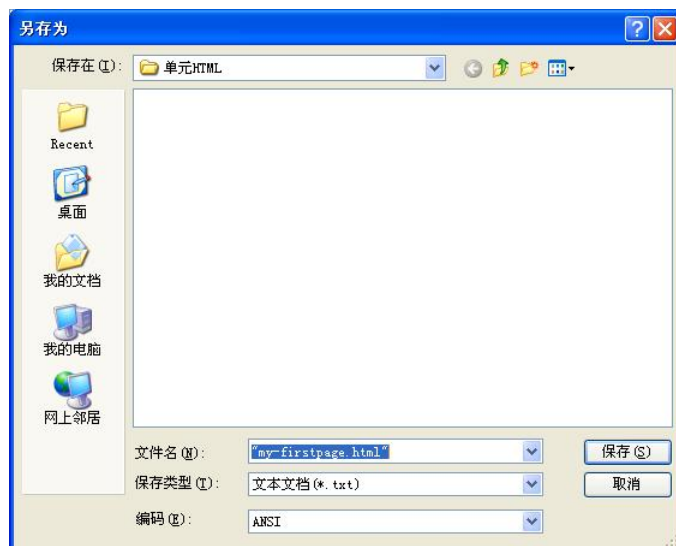 另存为
保存在(I): 单元HTML
Recent
桌面
我的文档
我的电脑
网上邻居
文件名(N): "my-firstpage.html" 保存(S)
保存类型(T): 文本文档(*.txt) 取消
编码(E): ANSI